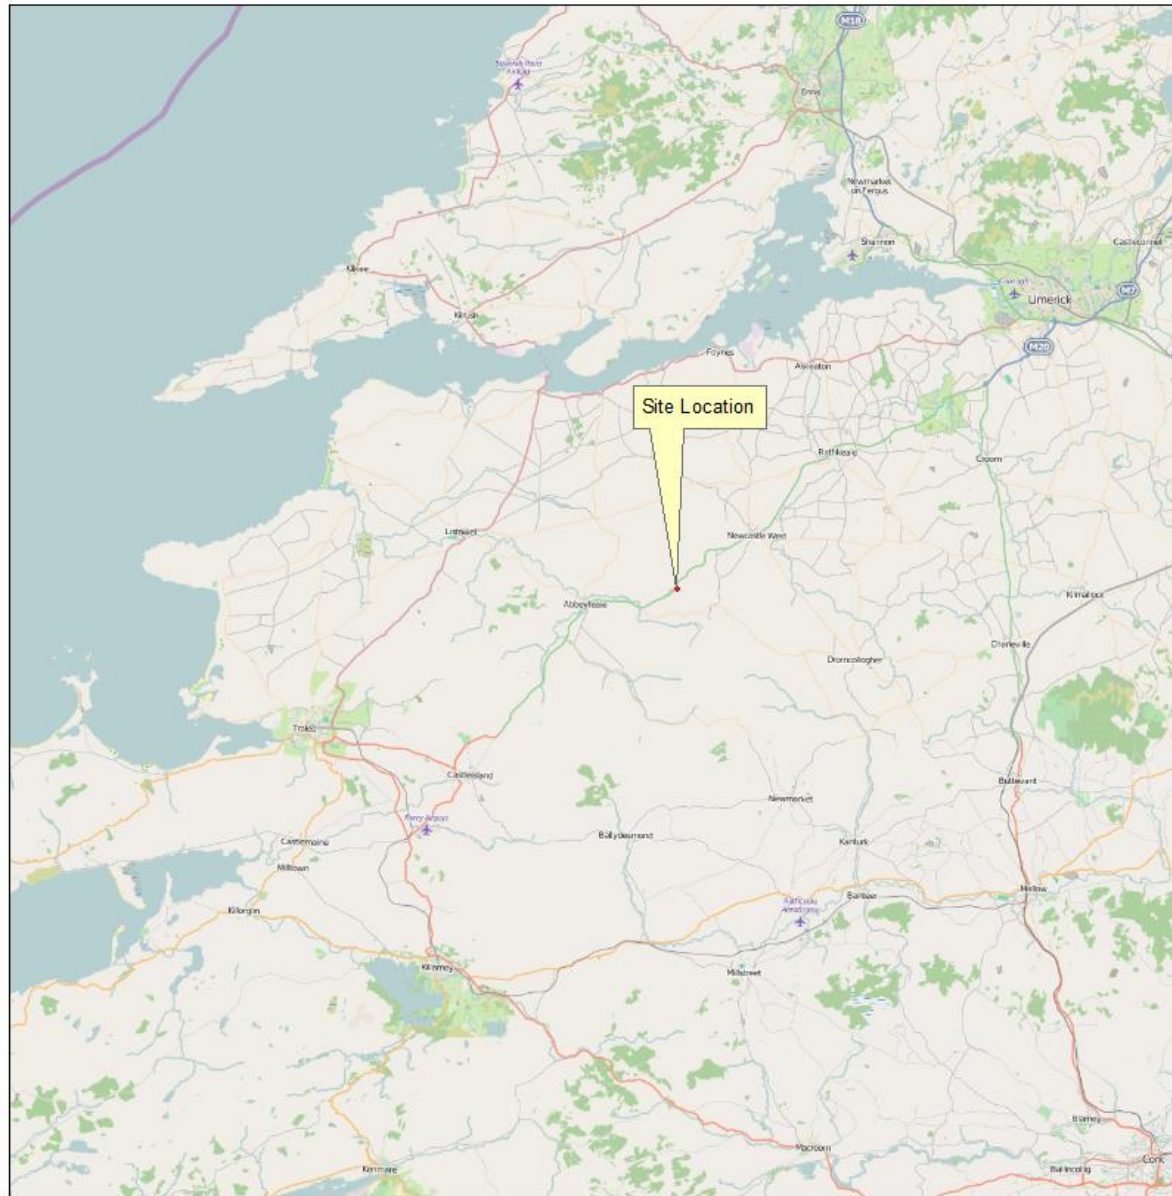 M18
Ennis
Newmarket
on Fergus
Shannon
Castleconnell
Kilkee
Kilrush
Limerick
M7
M20
Foynes
Askeaton
Site Location
Rathkeale
Croom
Listowel
Newcastle West
Abbeyfeale
Kilmallock
Charleville
Dromcollogher
Tralee
Castleisland
Buttevant
Newmarket
Kerry Airport
Ballydesmond
Castlemaine
Kanturk
Milltown
Banteer
Mallow
Killorglin
Killarney
Millstreet
Blarney
Macroom
Cork
Ballincollig
Kenmare